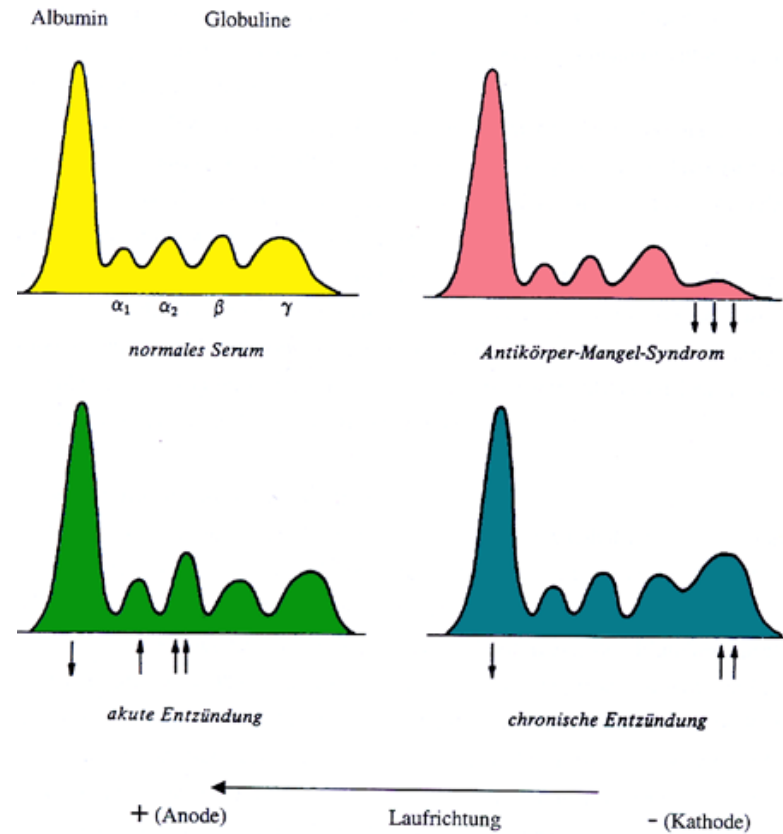 Albumin Globuline
α₁ α₂ β γ
normales Serum
Antikörper-Mangel-Syndrom
akute Entzündung
chronische Entzündung
+ (Anode) Laufrichtung - (Kathode)